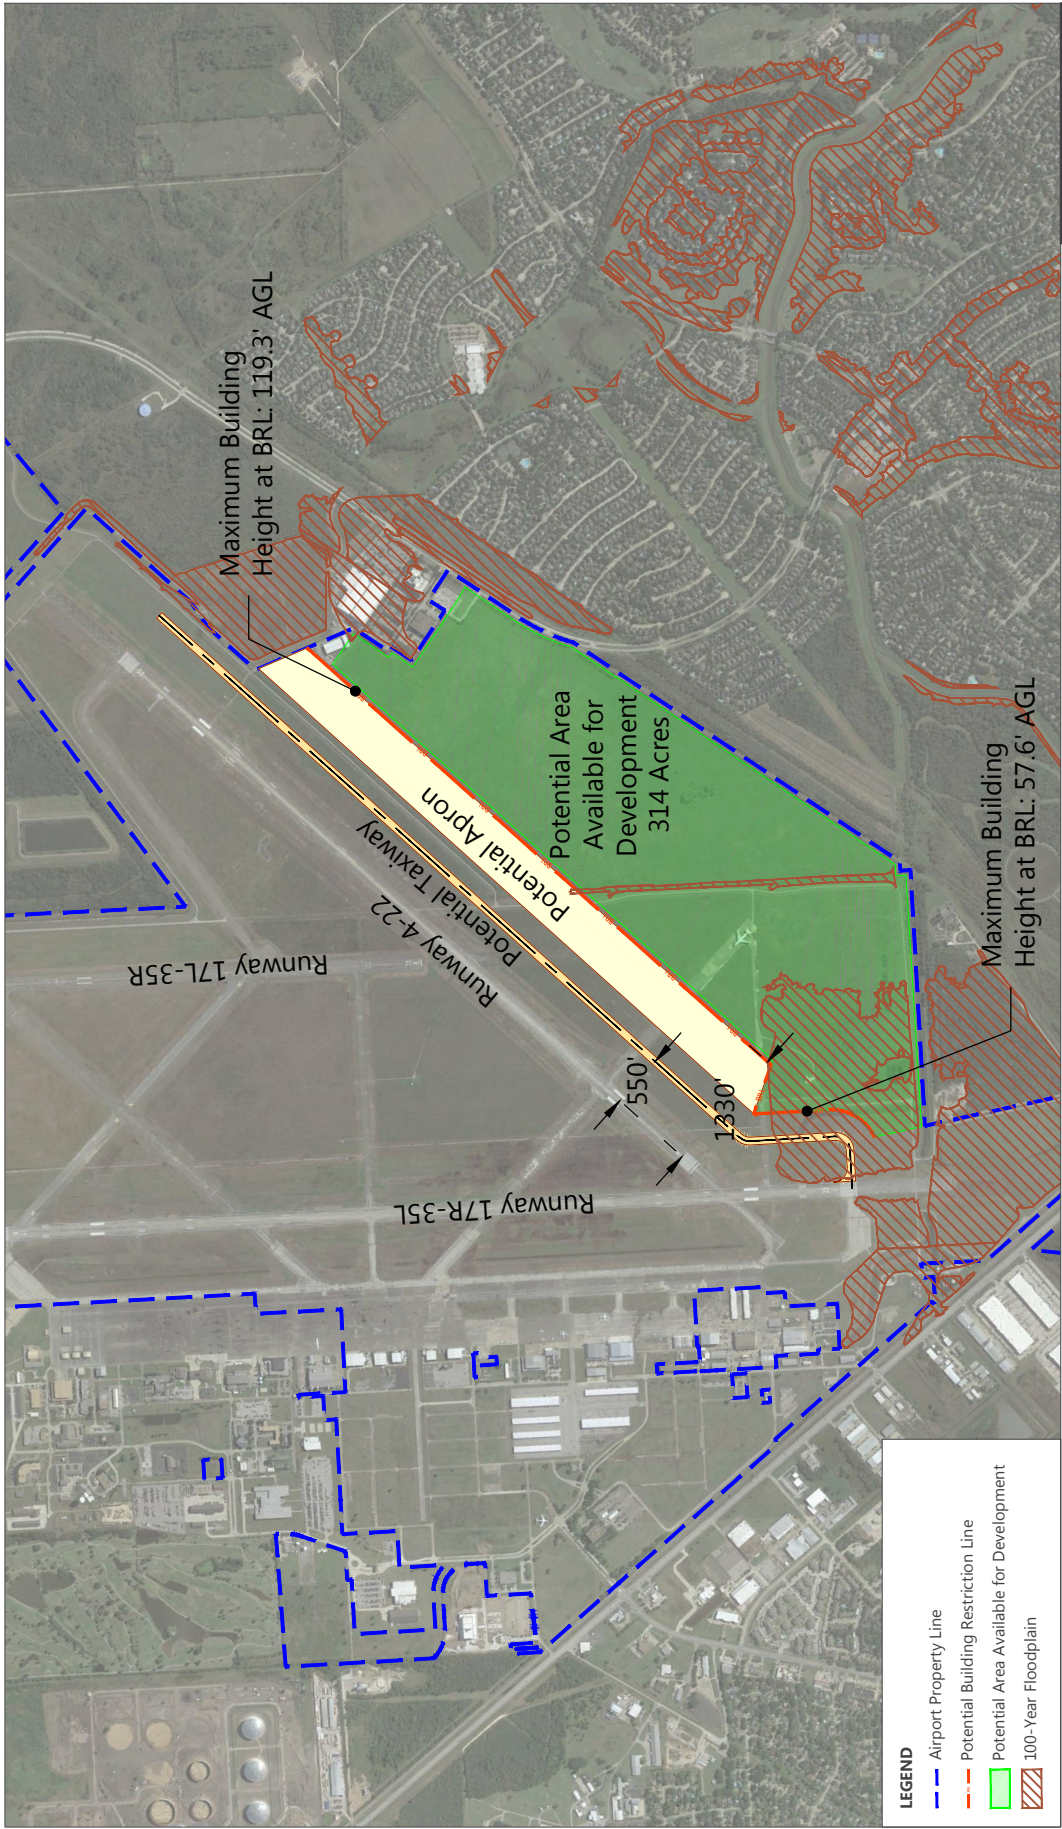 Maximum Building
Height at BRL: 119.3' AGL
Runway 17L-35R
Runway 4-22
Potential Taxiway
Potential Apron
Potential Area
Available for
Development
314 Acres
550'
1330'
Runway 17R-35L
Maximum Building
Height at BRL: 57.6' AGL
LEGEND
Airport Property Line
Potential Building Restriction Line
Potential Area Available for Development
100-Year Floodplain